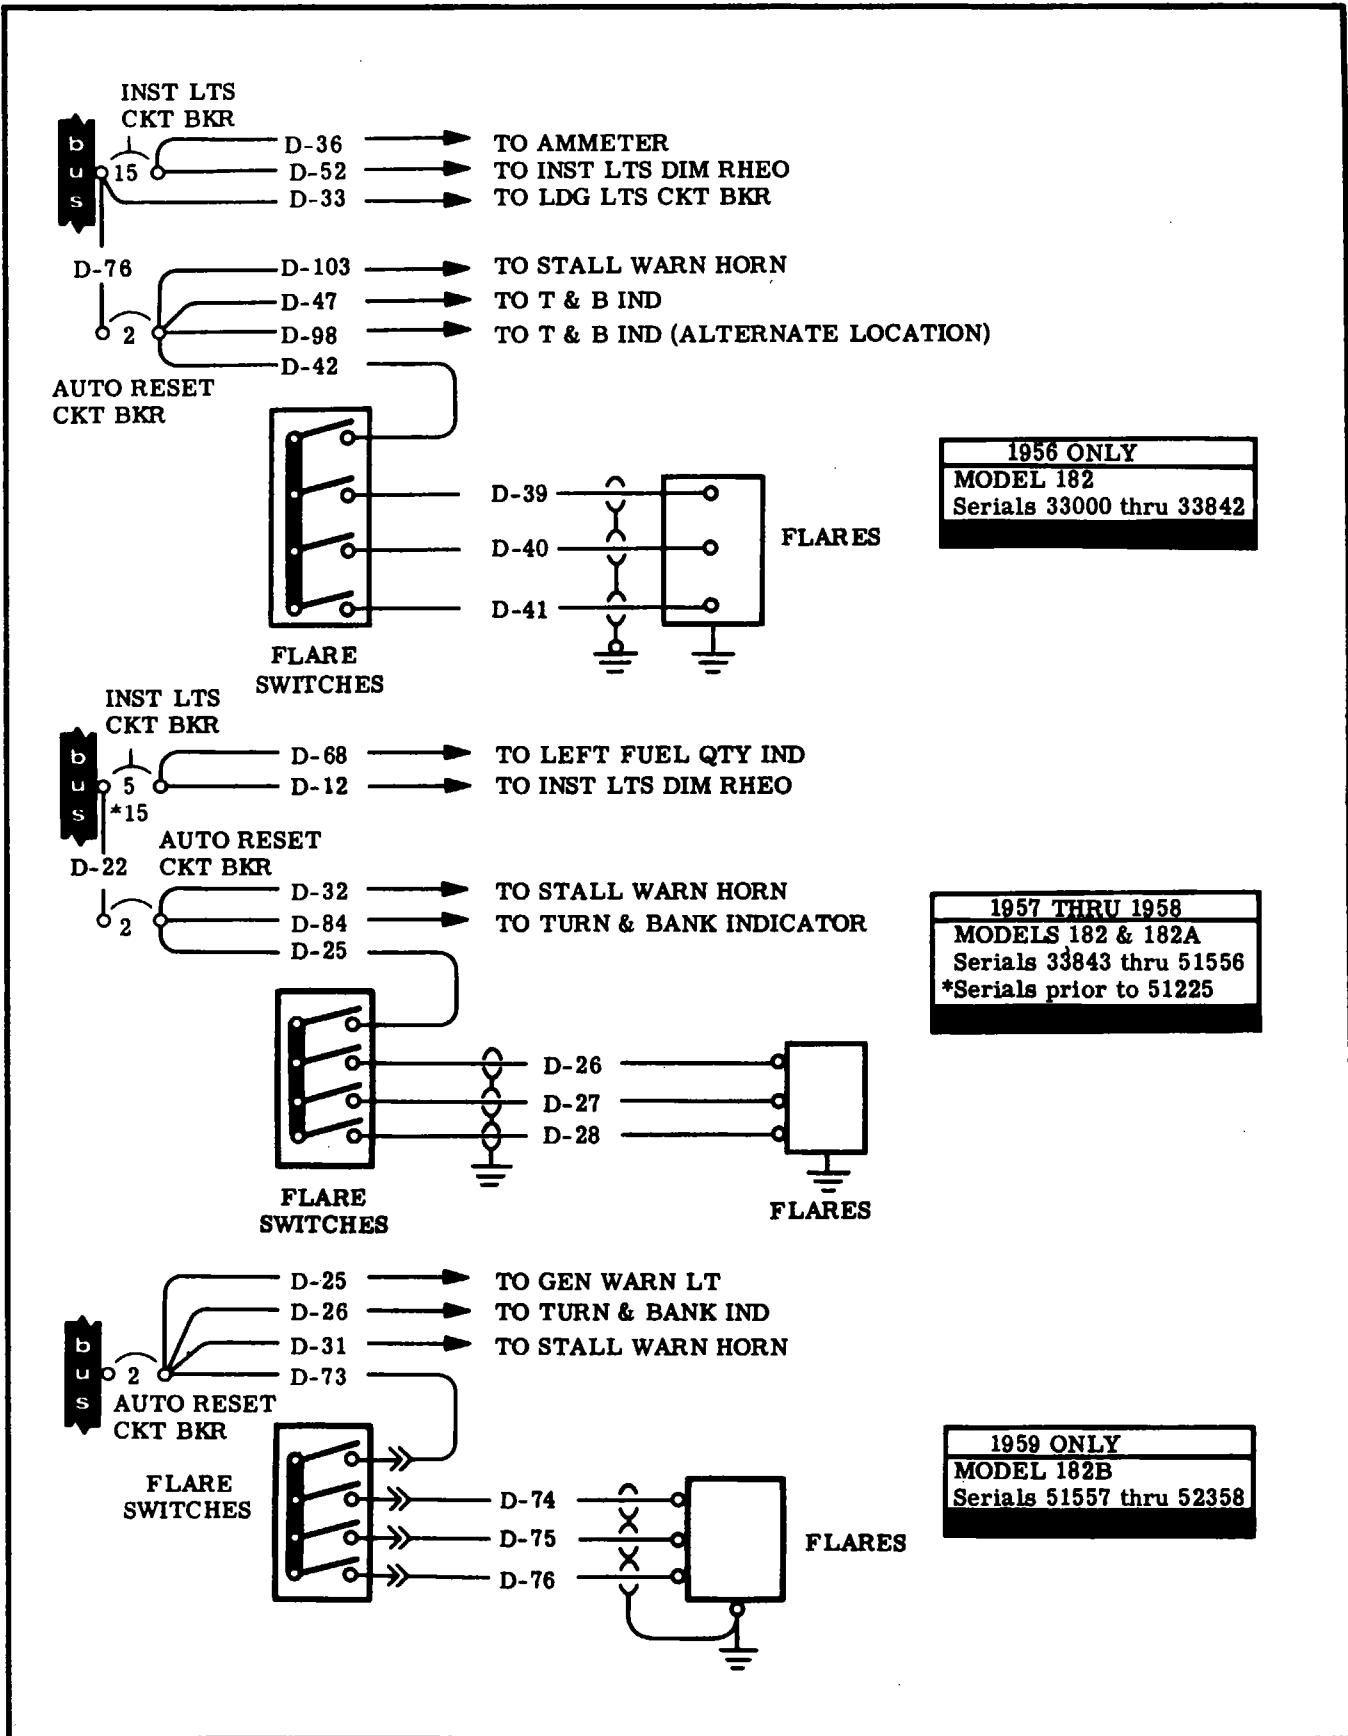 INST LTS
CKT BKR
bus
15
D-36 TO AMMETER
D-52 TO INST LTS DIM RHEO
D-33 TO LDG LTS CKT BKR
D-76
D-103 TO STALL WARN HORN
D-47 TO T & B IND
2
D-98 TO T & B IND (ALTERNATE LOCATION)
D-42
AUTO RESET
CKT BKR
1956 ONLY
MODEL 182
Serials 33000 thru 33842
D-39
D-40
D-41
FLARES
FLARE
SWITCHES
INST LTS
CKT BKR
bus
5
*15
D-68 TO LEFT FUEL QTY IND
D-12 TO INST LTS DIM RHEO
AUTO RESET
CKT BKR
D-22
2
D-32 TO STALL WARN HORN
D-84 TO TURN & BANK INDICATOR
D-25
1957 THRU 1958
MODELS 182 & 182A
Serials 33843 thru 51556
*Serials prior to 51225
D-26
D-27
D-28
FLARE
SWITCHES
FLARES
D-25 TO GEN WARN LT
D-26 TO TURN & BANK IND
D-31 TO STALL WARN HORN
D-73
bus
2
AUTO RESET
CKT BKR
FLARE
SWITCHES
1959 ONLY
MODEL 182B
Serials 51557 thru 52358
D-74
D-75
D-76
FLARES